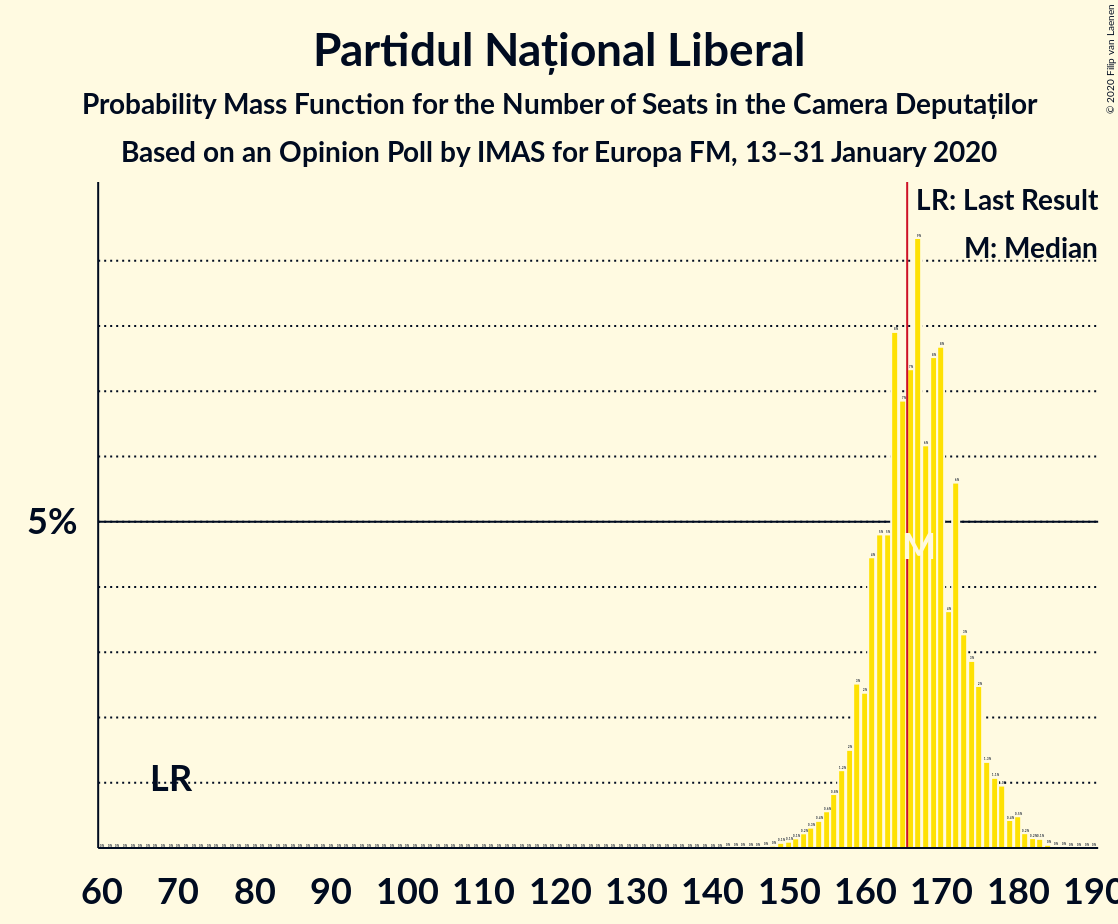 Partidul Național Liberal
Probability Mass Function for the Number of Seats in the Camera Deputaților
Based on an Opinion Poll by IMAS for Europa FM, 13–31 January 2020
© 2020 Filip van Laenen
LR: Last Result
M: Median
5%
M
LR
60 70 80 90 100 110 120 130 140 150 160 170 180 190